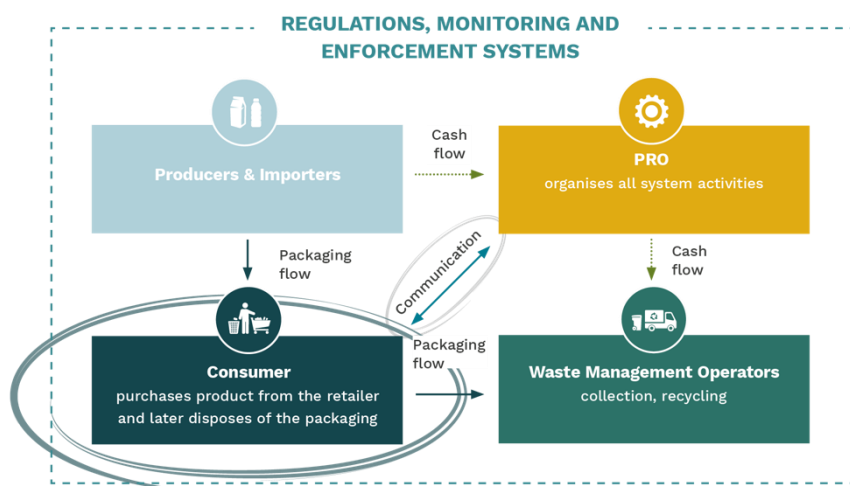 REGULATIONS, MONITORING AND
ENFORCEMENT SYSTEMS
Producers & Importers
Cash
flow
PRO
organises all system activities
Packaging
flow
Communication
Cash
flow
Consumer
purchases product from the retailer
and later disposes of the packaging
Packaging
flow
Waste Management Operators
collection, recycling